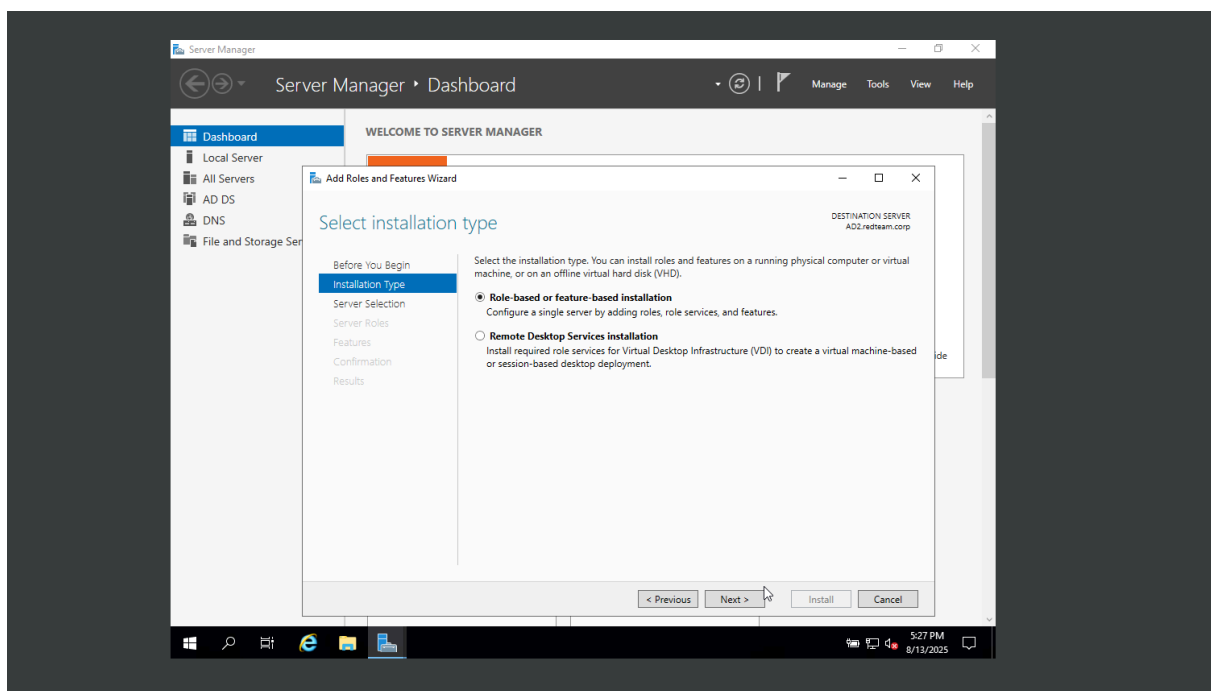 Server Manager
Server Manager ‣ Dashboard
Manage Tools View Help
Dashboard
Local Server
All Servers
AD DS
DNS
File and Storage Ser
WELCOME TO SERVER MANAGER
Add Roles and Features Wizard
Select installation type
DESTINATION SERVER
AD2.redteam.corp
Before You Begin
Installation Type
Server Selection
Server Roles
Features
Confirmation
Results
Select the installation type. You can install roles and features on a running physical computer or virtual
machine, or on an offline virtual hard disk (VHD).
Role-based or feature-based installation
Configure a single server by adding roles, role services, and features.
Remote Desktop Services installation
Install required role services for Virtual Desktop Infrastructure (VDI) to create a virtual machine-based
or session-based desktop deployment.
ide
< Previous Next > Install Cancel
5:27 PM
8/13/2025